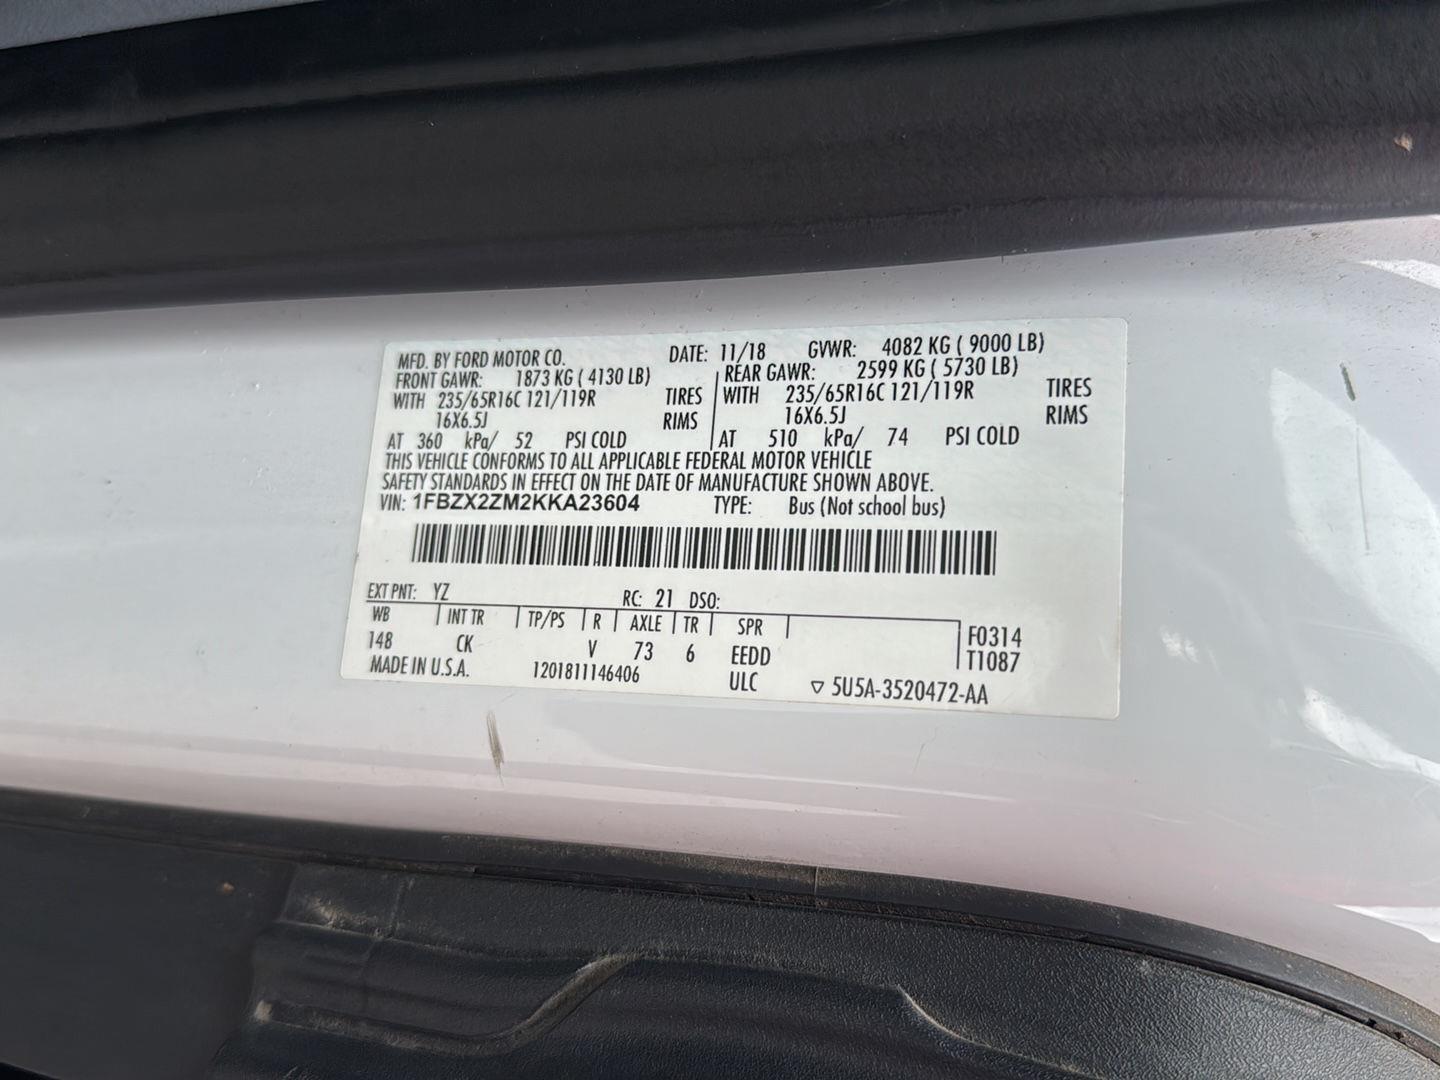 MFD. BY FORD MOTOR CO. DATE: 11/18 GVWR: 4082 KG ( 9000 LB)
FRONT GAWR: 1873 KG ( 4130 LB) REAR GAWR: 2599 KG ( 5730 LB)
WITH 235/65R16C 121/119R TIRES WITH 235/65R16C 121/119R TIRES
16X6.5J RIMS 16X6.5J RIMS
AT 360 kPa/ 52 PSI COLD AT 510 kPa/ 74 PSI COLD
THIS VEHICLE CONFORMS TO ALL APPLICABLE FEDERAL MOTOR VEHICLE
SAFETY STANDARDS IN EFFECT ON THE DATE OF MANUFACTURE SHOWN ABOVE.
VIN: 1FBZX2ZM2KKA23604 TYPE: Bus (Not school bus)
EXT PNT: YZ RC: 21 DSO:
WB INT TR TP/PS R AXLE TR SPR F0314
148 CK V 73 6 EEDD T1087
MADE IN U.S.A. 1201811146406 ULC ▽ 5U5A-3520472-AA